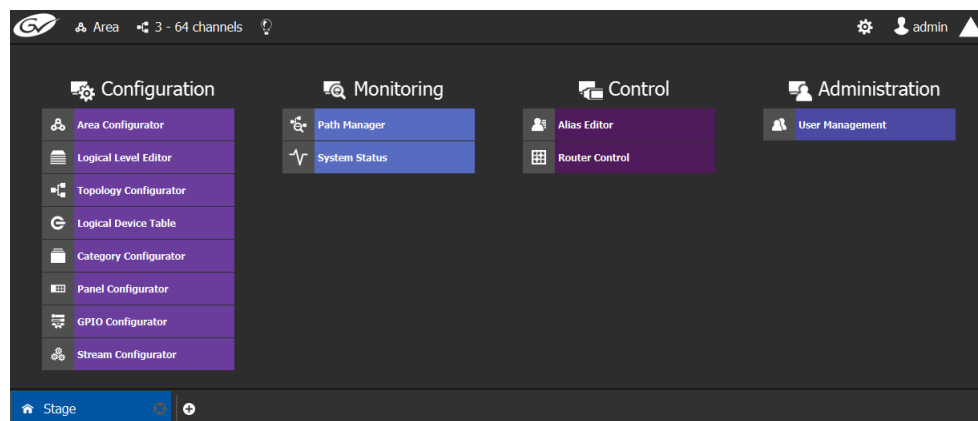 GV Area 3 - 64 channels admin
Configuration
Area Configurator
Logical Level Editor
Topology Configurator
Logical Device Table
Category Configurator
Panel Configurator
GPIO Configurator
Stream Configurator
Monitoring
Path Manager
System Status
Control
Alias Editor
Router Control
Administration
User Management
Stage